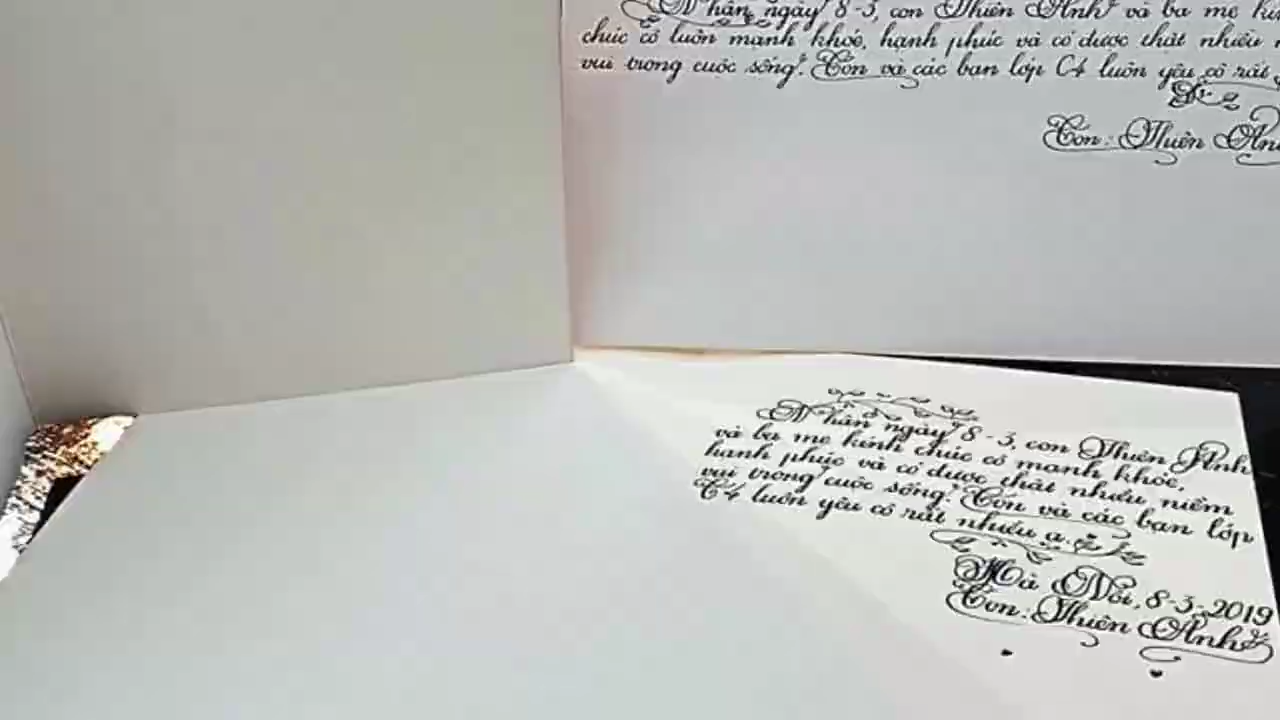 Nhân ngày 8-3, con Thiên Anh và ba mẹ
chúc cô luôn mạnh khỏe, hạnh phúc và có được thật nhiều
vui trong cuộc sống. Con và các bạn lớp C4 luôn yêu cô rất
Con: Thiên
Nhân ngày 8-3, con Thiên Anh
và ba mẹ kính chúc cô mạnh khỏe,
hạnh phúc và có được thật nhiều niềm
vui trong cuộc sống. Con và các bạn lớp
C4 luôn yêu cô rất nhiều ạ.
Hà Nội, 8-3-2019
Con: Thiên Anh